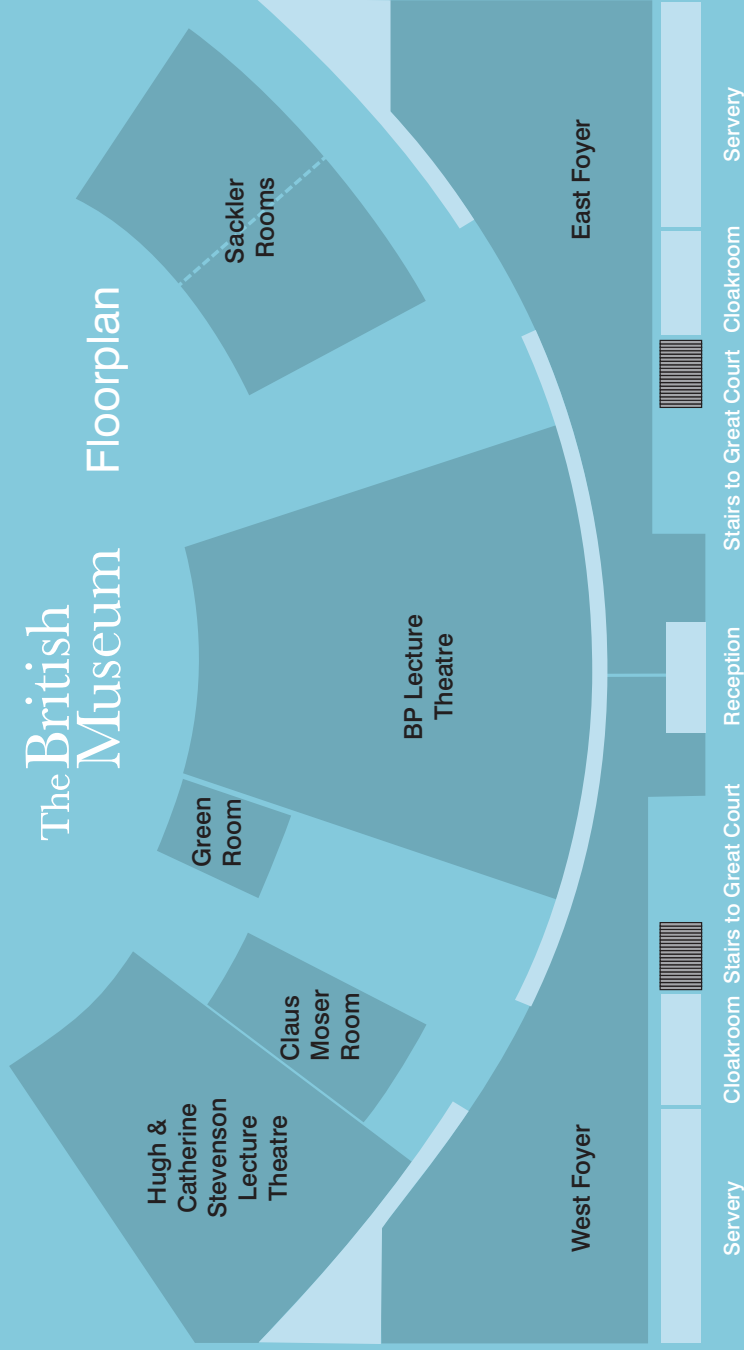 The British
Museum
Floorplan
Hugh &
Catherine
Stevenson
Lecture
Theatre
Claus
Moser
Room
Green
Room
BP Lecture
Theatre
Sackler
Rooms
West Foyer
East Foyer
Servery
Cloakroom
Stairs to Great Court
Reception
Stairs to Great Court
Cloakroom
Servery